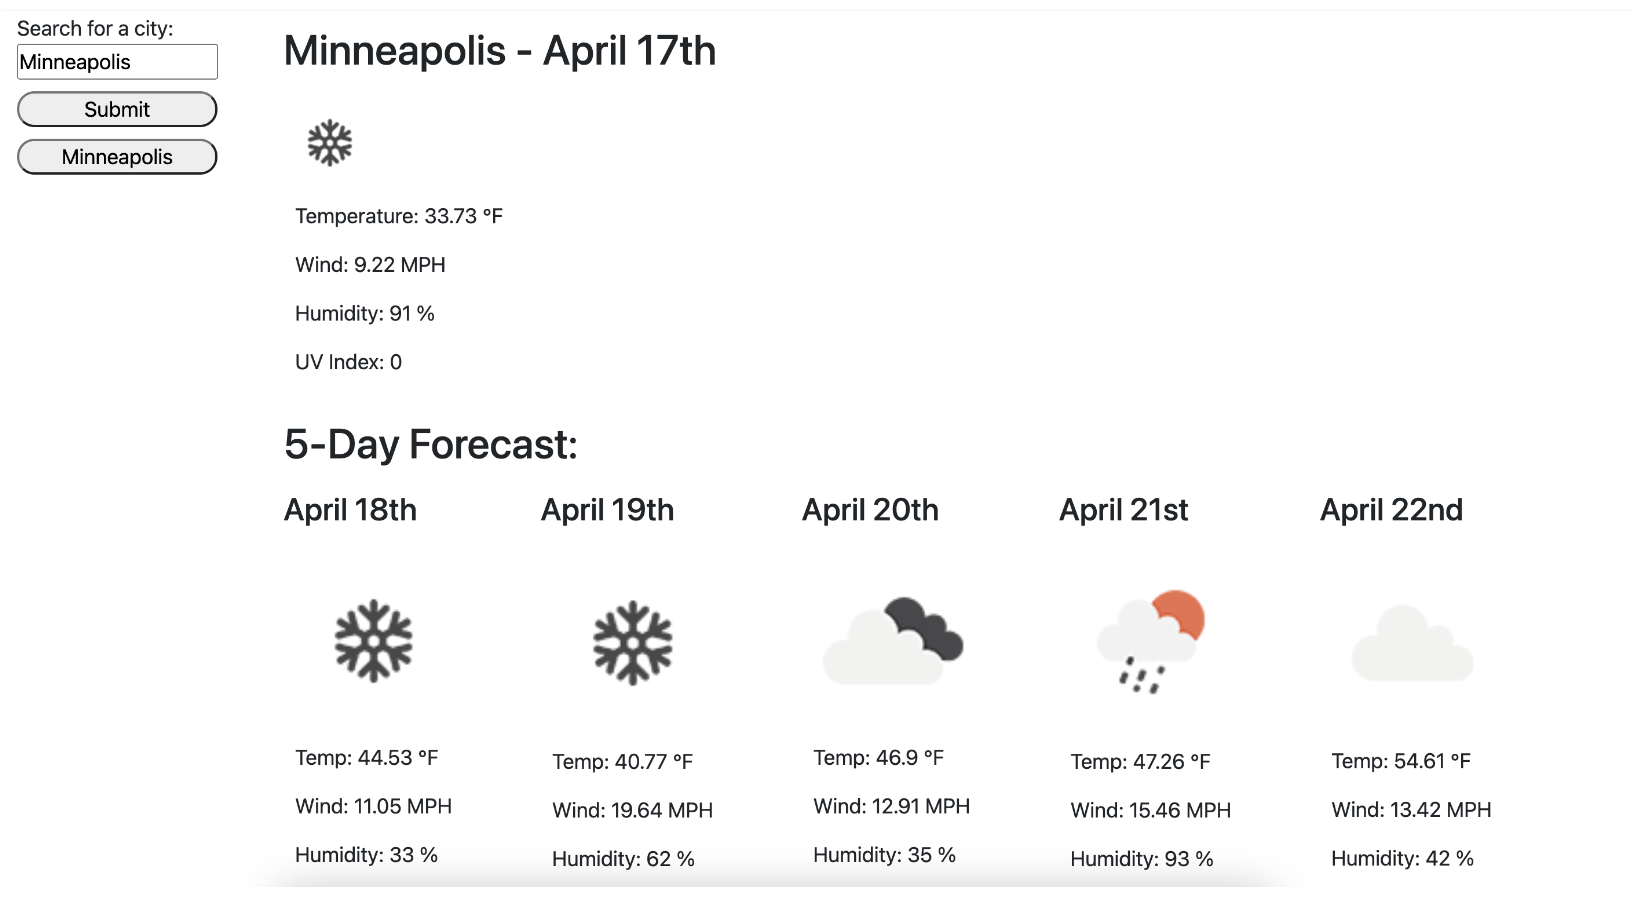 Search for a city:
Minneapolis
Submit
Minneapolis
Minneapolis - April 17th
Temperature: 33.73 °F
Wind: 9.22 MPH
Humidity: 91 %
UV Index: 0
5-Day Forecast:
April 18th
Temp: 44.53 °F
Wind: 11.05 MPH
Humidity: 33 %
April 19th
Temp: 40.77 °F
Wind: 19.64 MPH
Humidity: 62 %
April 20th
Temp: 46.9 °F
Wind: 12.91 MPH
Humidity: 35 %
April 21st
Temp: 47.26 °F
Wind: 15.46 MPH
Humidity: 93 %
April 22nd
Temp: 54.61 °F
Wind: 13.42 MPH
Humidity: 42 %